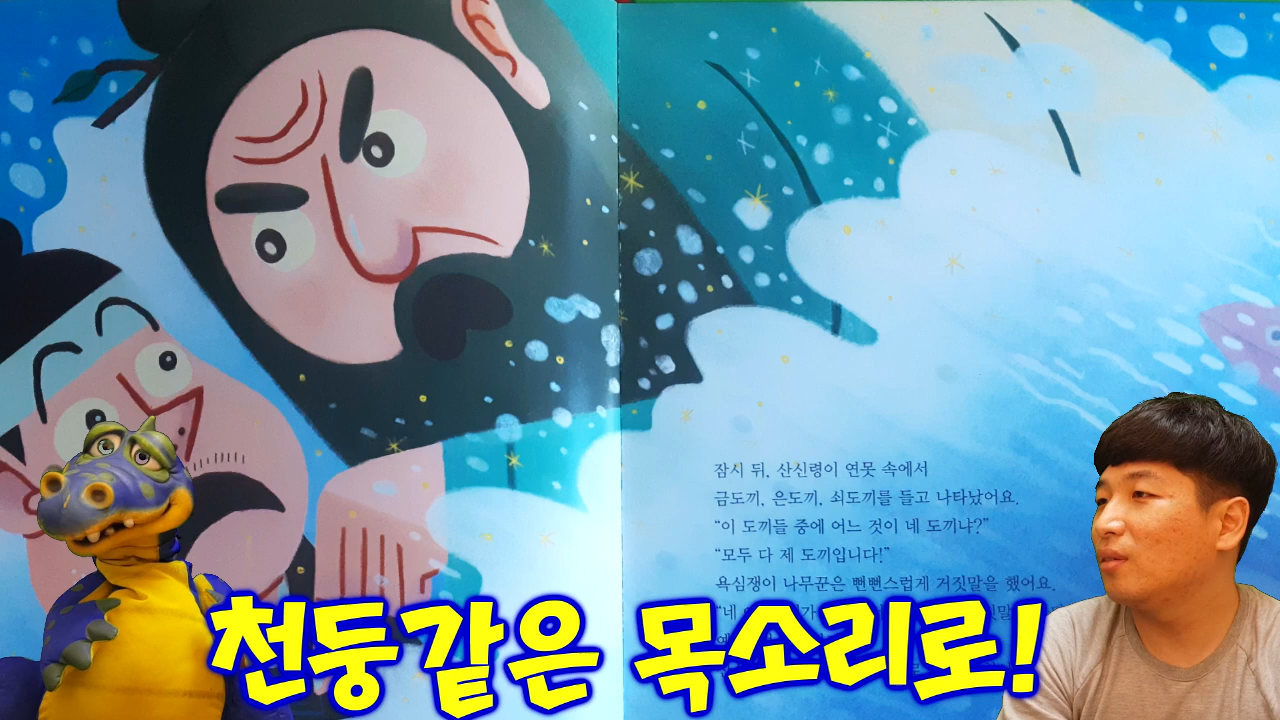 잠시 뒤, 산신령이 연못 속에서
금도끼, 은도끼, 쇠도끼를 들고 나타났어요.
“이 도끼들 중에 어느 것이 네 도끼냐?”
“모두 다 제 도끼입니다!”
욕심쟁이 나무꾼은 뻔뻔스럽게 거짓말을 했어요.
“네
천둥같은 목소리로!